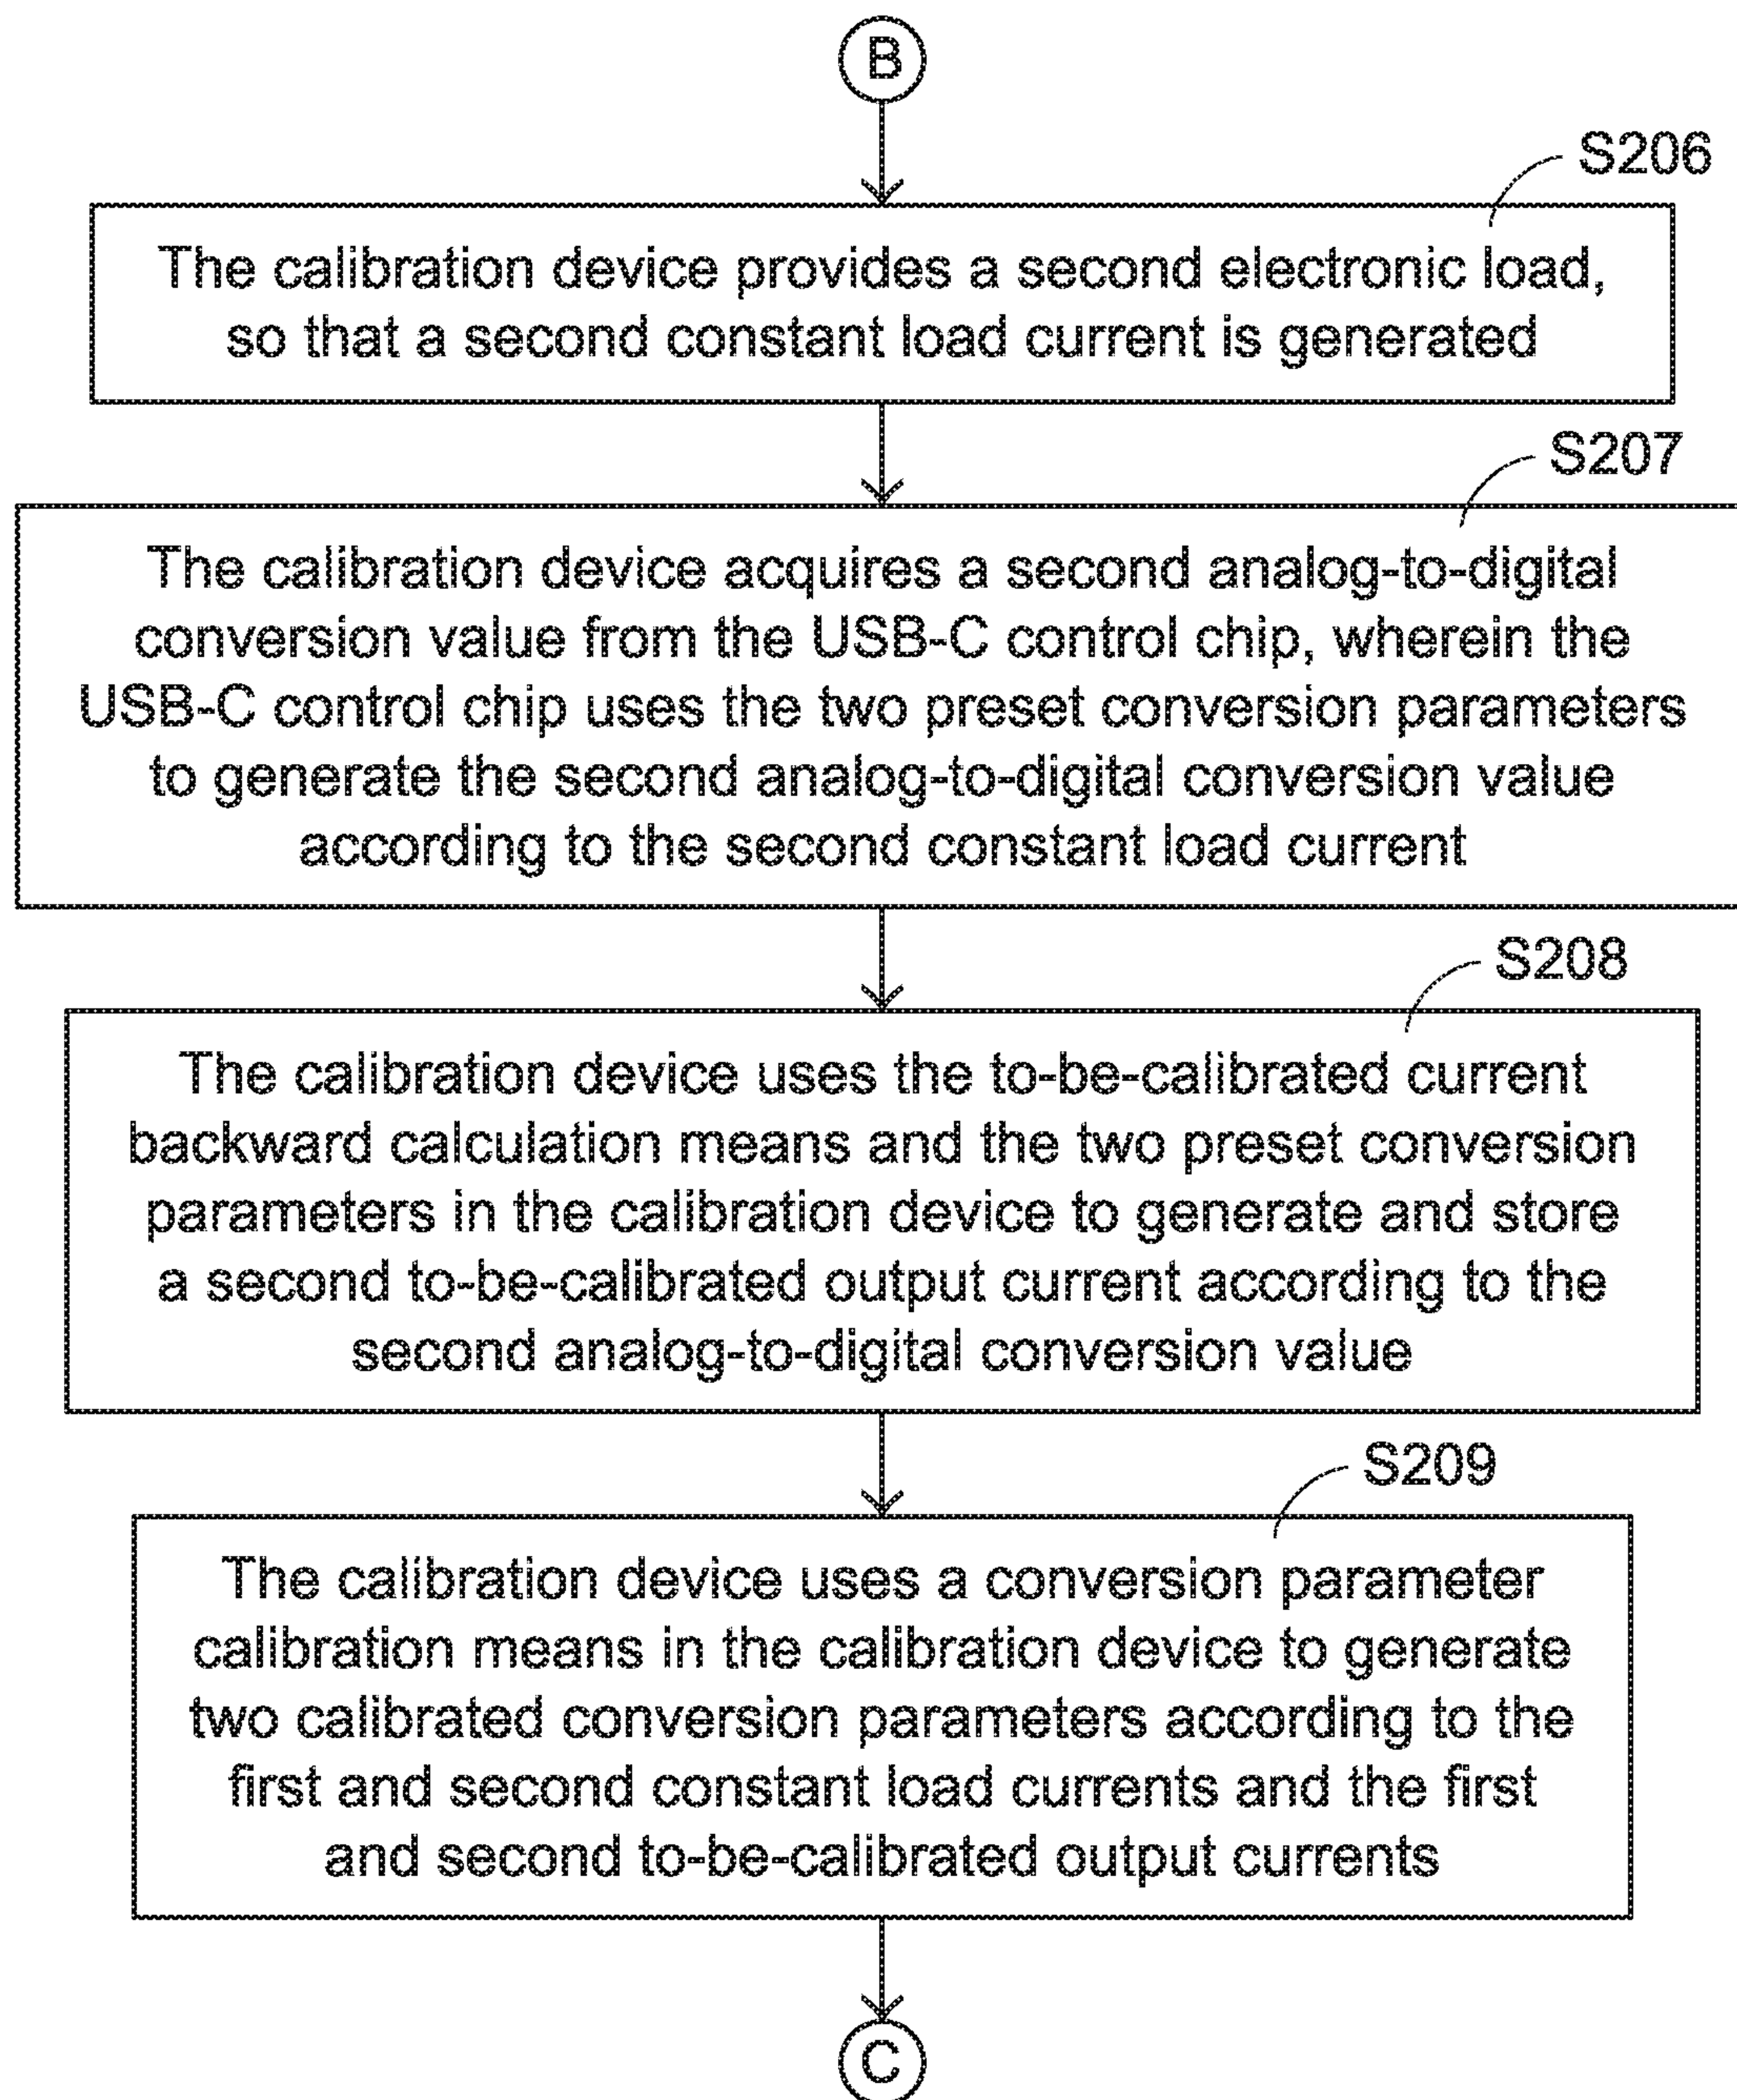 B
S206
The calibration device provides a second electronic load,
so that a second constant load current is generated
S207
The calibration device acquires a second analog-to-digital
conversion value from the USB-C control chip, wherein the
USB-C control chip uses the two preset conversion parameters
to generate the second analog-to-digital conversion value
according to the second constant load current
S208
The calibration device uses the to-be-calibrated current
backward calculation means and the two preset conversion
parameters in the calibration device to generate and store
a second to-be-calibrated output current according to the
second analog-to-digital conversion value
S209
The calibration device uses a conversion parameter
calibration means in the calibration device to generate
two calibrated conversion parameters according to the
first and second constant load currents and the first
and second to-be-calibrated output currents
C